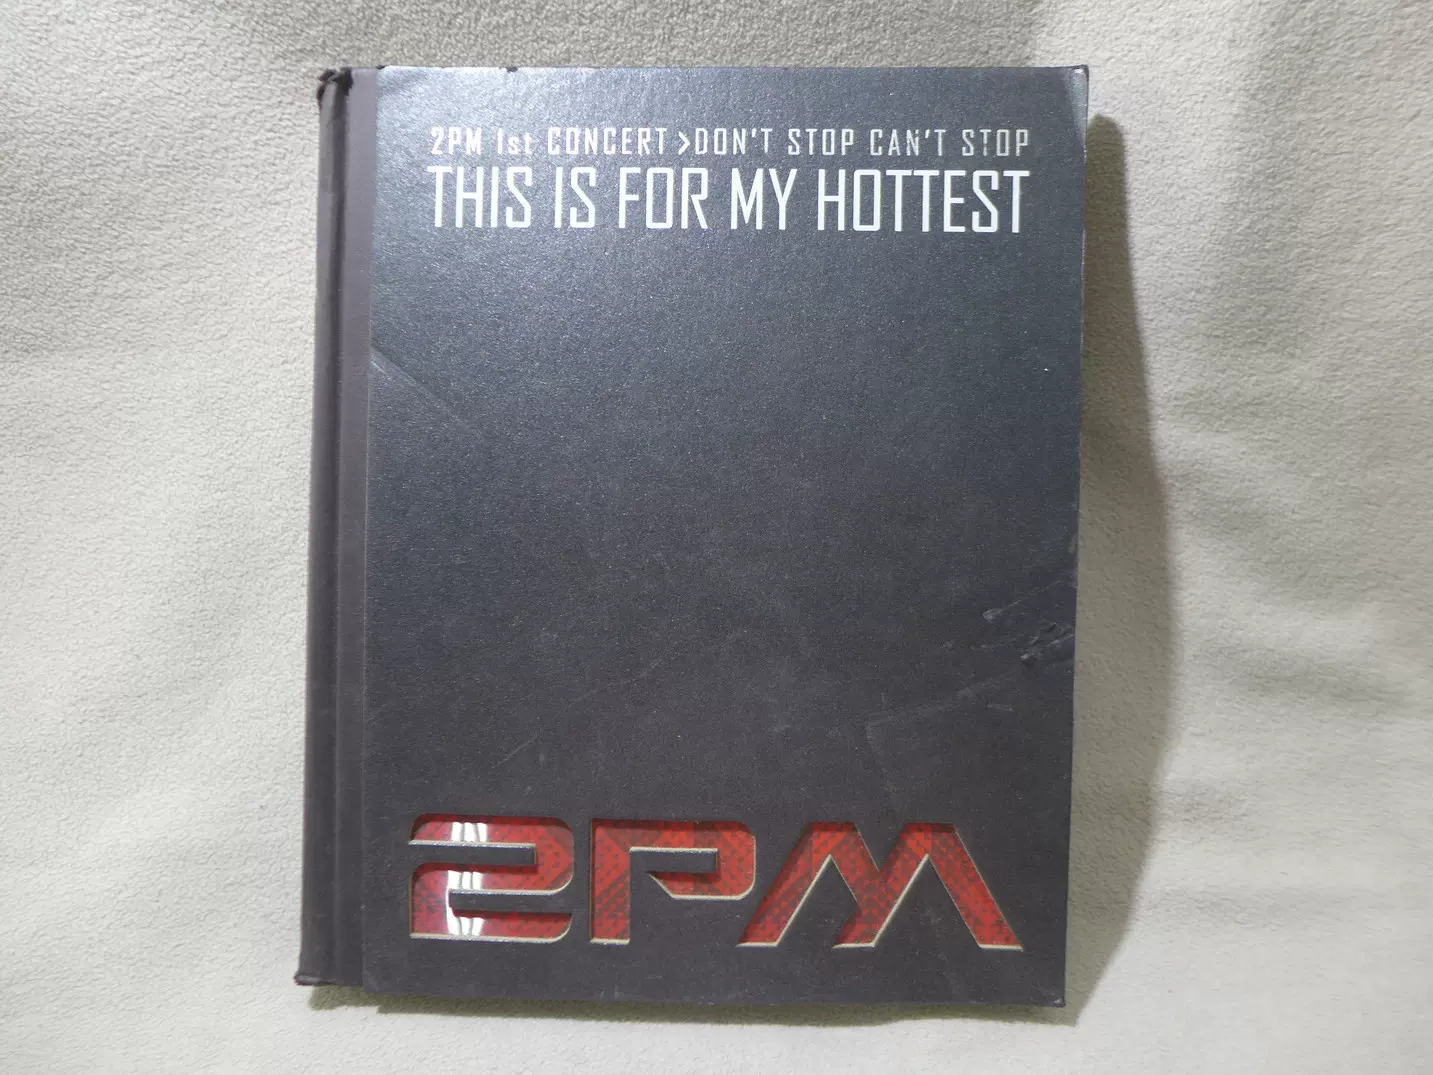 2PM 1st CONCERT >DON'T STOP CAN'T STOP
THIS IS FOR MY HOTTEST
2PM